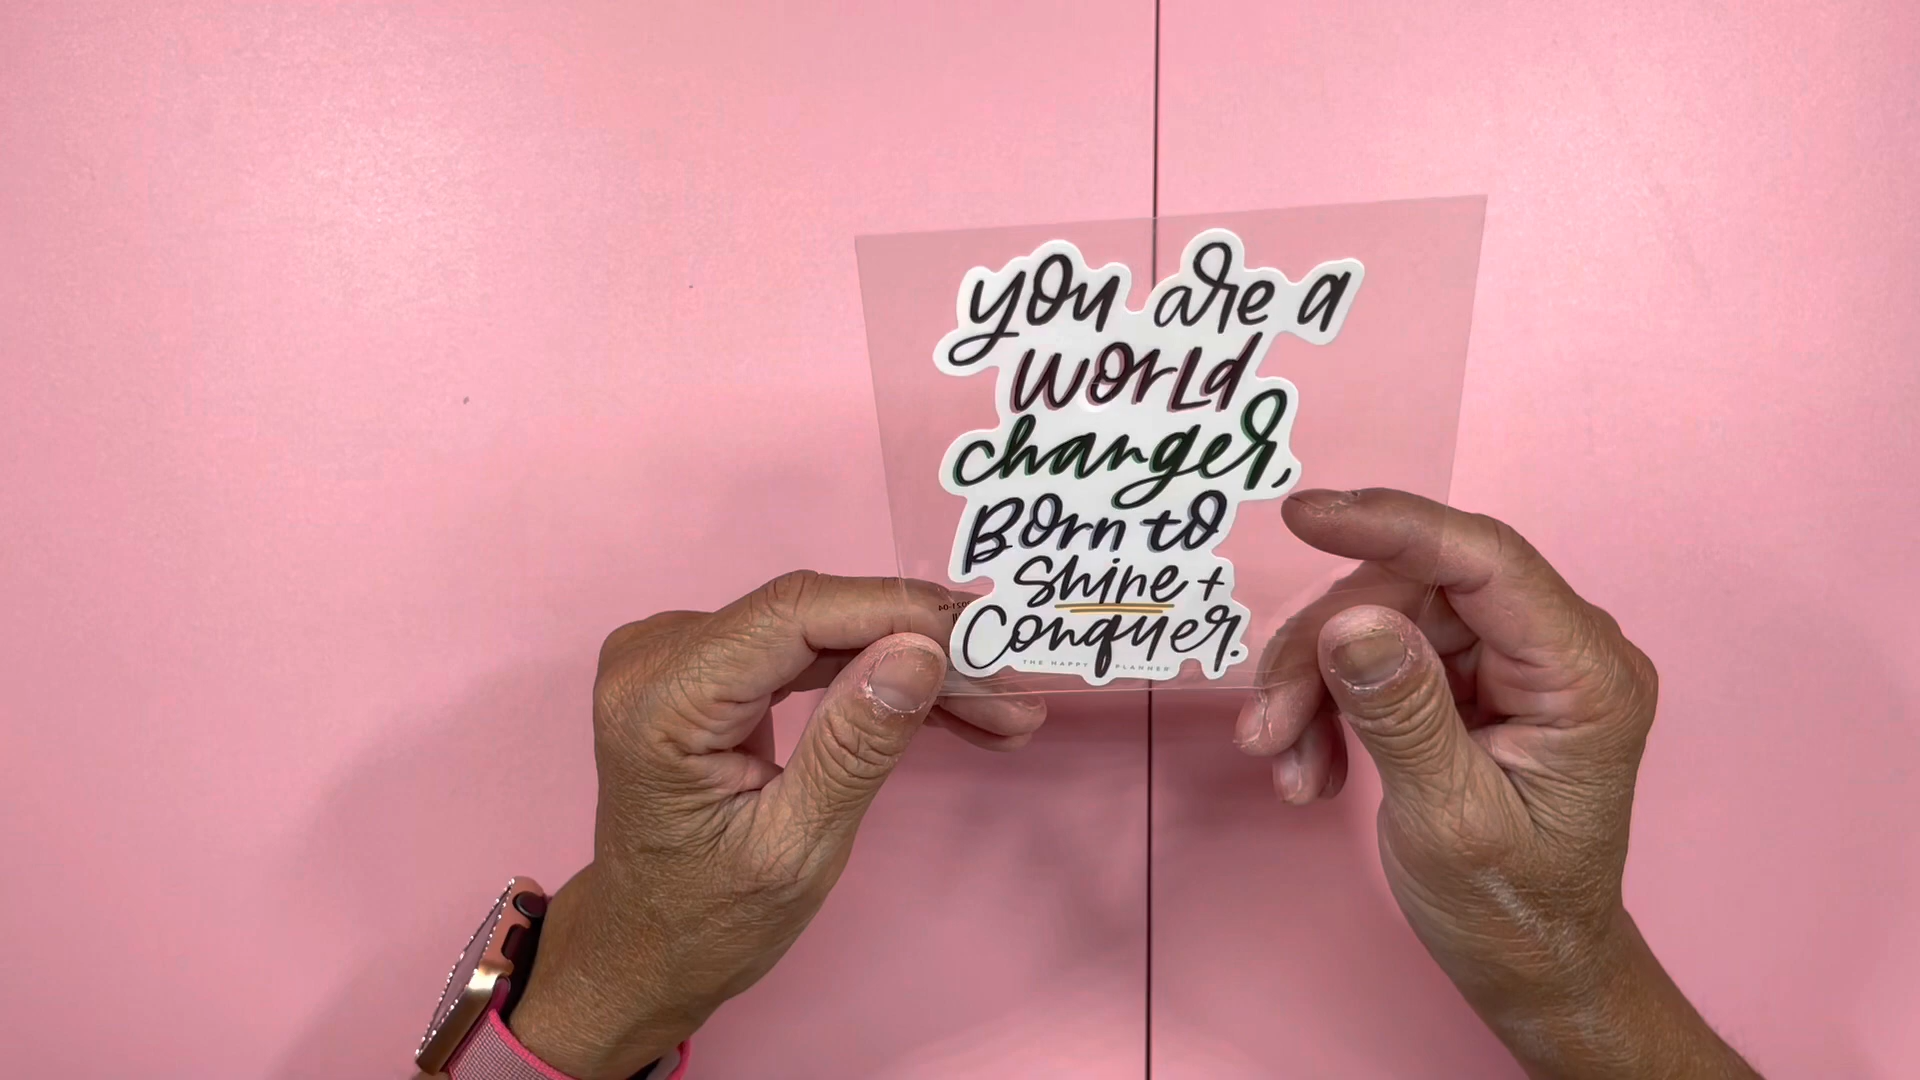 you are a
world
changer,
Born to
shine +
Conquer.
THE HAPPY PLANNER